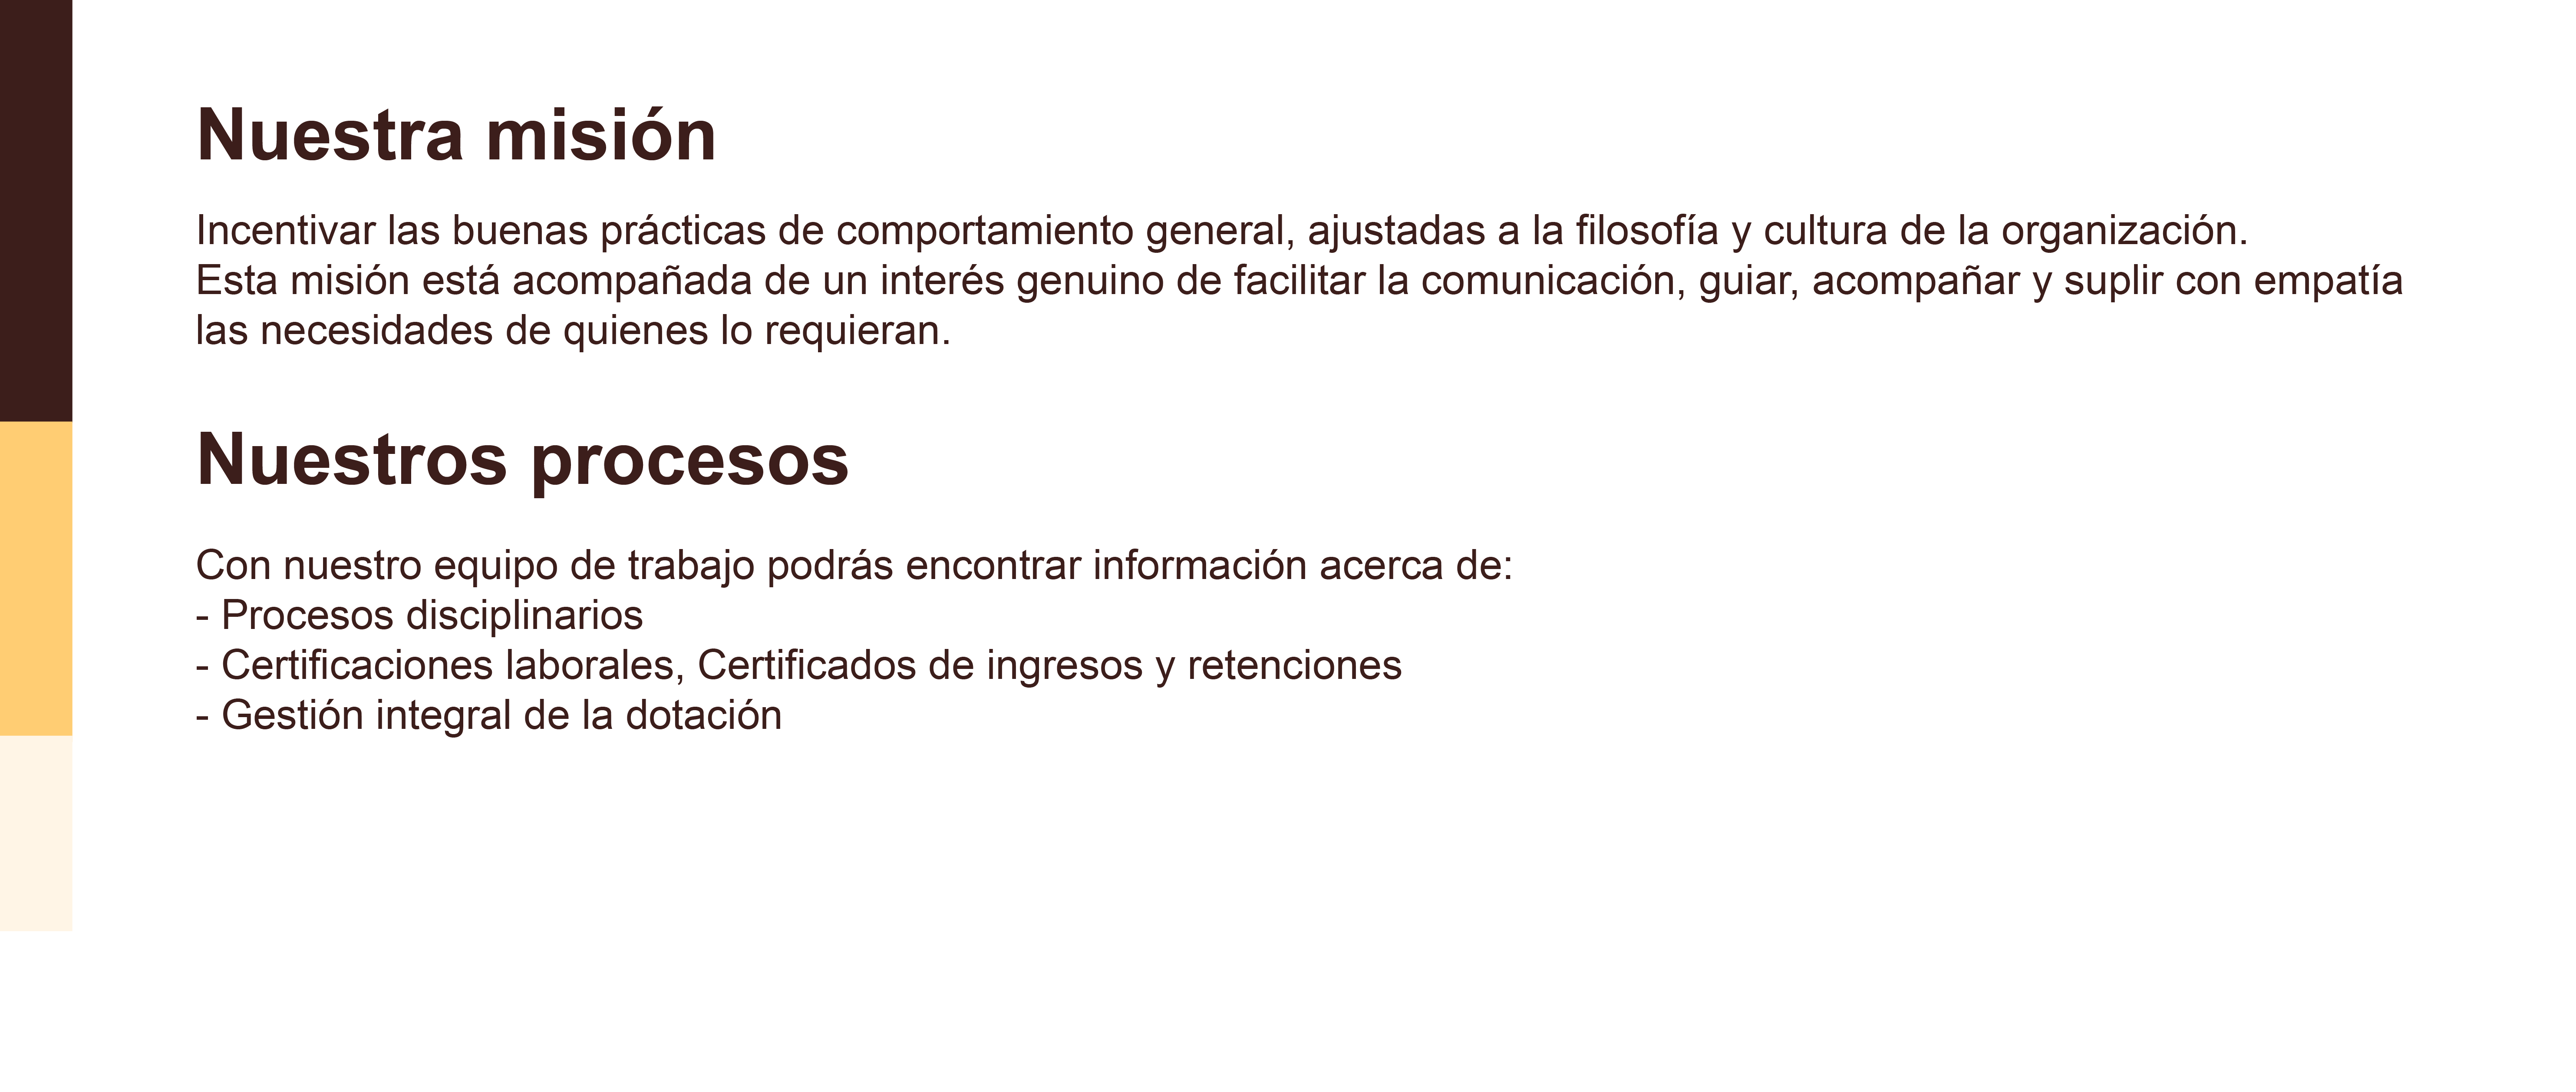 Nuestra misión
Incentivar las buenas prácticas de comportamiento general, ajustadas a la filosofía y cultura de la organización.
Esta misión está acompañada de un interés genuino de facilitar la comunicación, guiar, acompañar y suplir con empatía
las necesidades de quienes lo requieran.
Nuestros procesos
Con nuestro equipo de trabajo podrás encontrar información acerca de:
- Procesos disciplinarios
- Certificaciones laborales, Certificados de ingresos y retenciones
- Gestión integral de la dotación